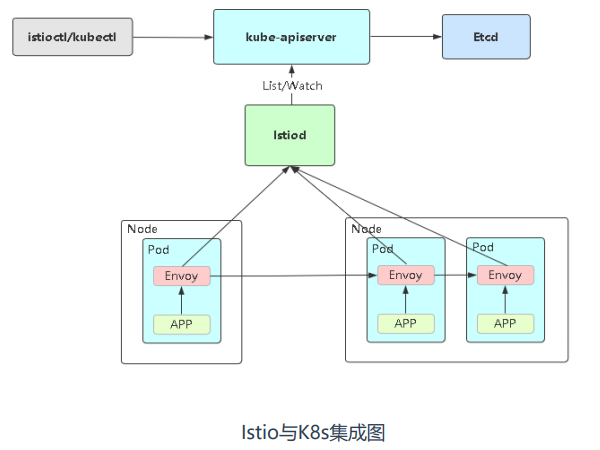 istioctl/kubectl
kube-apiserver
Etcd
List/Watch
Istiod
Node
Pod
Envoy
APP
Node
Pod
Envoy
APP
Pod
Envoy
APP
Istio与K8s集成图